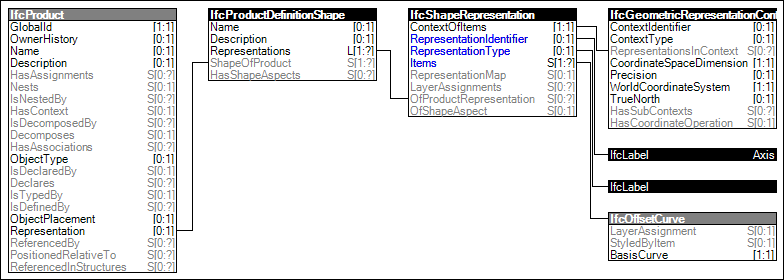 IfcProduct
GlobalId [1:1]
OwnerHistory [0:1]
Name [0:1]
Description [0:1]
HasAssignments S[0:?]
Nests S[0:1]
IsNestedBy S[0:?]
HasContext S[0:1]
IsDecomposedBy S[0:?]
Decomposes S[0:1]
HasAssociations S[0:?]
ObjectType [0:1]
IsDeclaredBy S[0:1]
Declares S[0:?]
IsTypedBy S[0:1]
IsDefinedBy S[0:?]
ObjectPlacement [0:1]
Representation [0:1]
ReferencedBy S[0:?]
PositionedRelativeTo S[0:?]
ReferencedInStructures S[0:?]
IfcProductDefinitionShape
Name [0:1]
Description [0:1]
Representations L[1:?]
ShapeOfProduct S[1:?]
HasShapeAspects S[0:?]
IfcShapeRepresentation
ContextOfItems [1:1]
RepresentationIdentifier [0:1]
RepresentationType [0:1]
Items S[1:?]
RepresentationMap S[0:1]
LayerAssignments S[0:?]
OfProductRepresentation S[0:?]
OfShapeAspect S[0:1]
IfcGeometricRepresentationCon
ContextIdentifier [0:1]
ContextType [0:1]
RepresentationsInContext S[0:?]
CoordinateSpaceDimension [1:1]
Precision [0:1]
WorldCoordinateSystem [1:1]
TrueNorth [0:1]
HasSubContexts S[0:?]
HasCoordinateOperation S[0:1]
IfcLabel Axis
IfcLabel
IfcOffsetCurve
LayerAssignment S[0:1]
StyledByItem S[0:1]
BasisCurve [1:1]